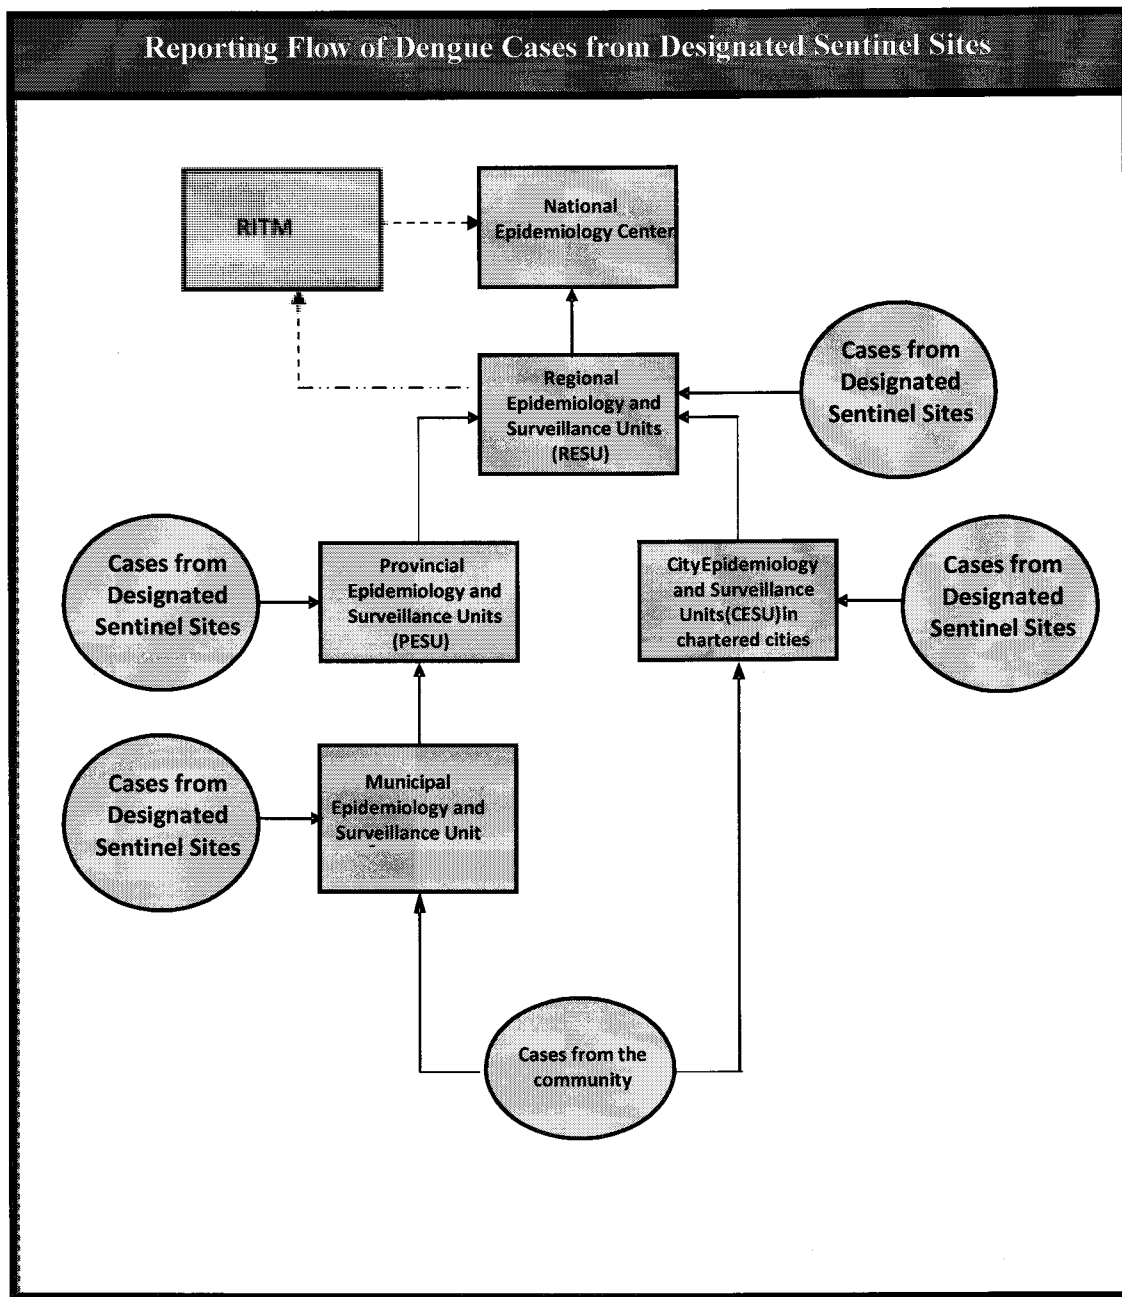 Reporting Flow of Dengue Cases from Designated Sentinel Sites
RITM
National
Epidemiology Center
Regional
Epidemiology and
Surveillance Units
(RESU)
Cases from
Designated
Sentinel Sites
Cases from
Designated
Sentinel Sites
Provincial
Epidemiology and
Surveillance Units
(PESU)
City Epidemiology
and Surveillance
Units(CESU)in
chartered cities
Cases from
Designated
Sentinel Sites
Cases from
Designated
Sentinel Sites
Municipal
Epidemiology and
Surveillance Unit
Cases from the
community